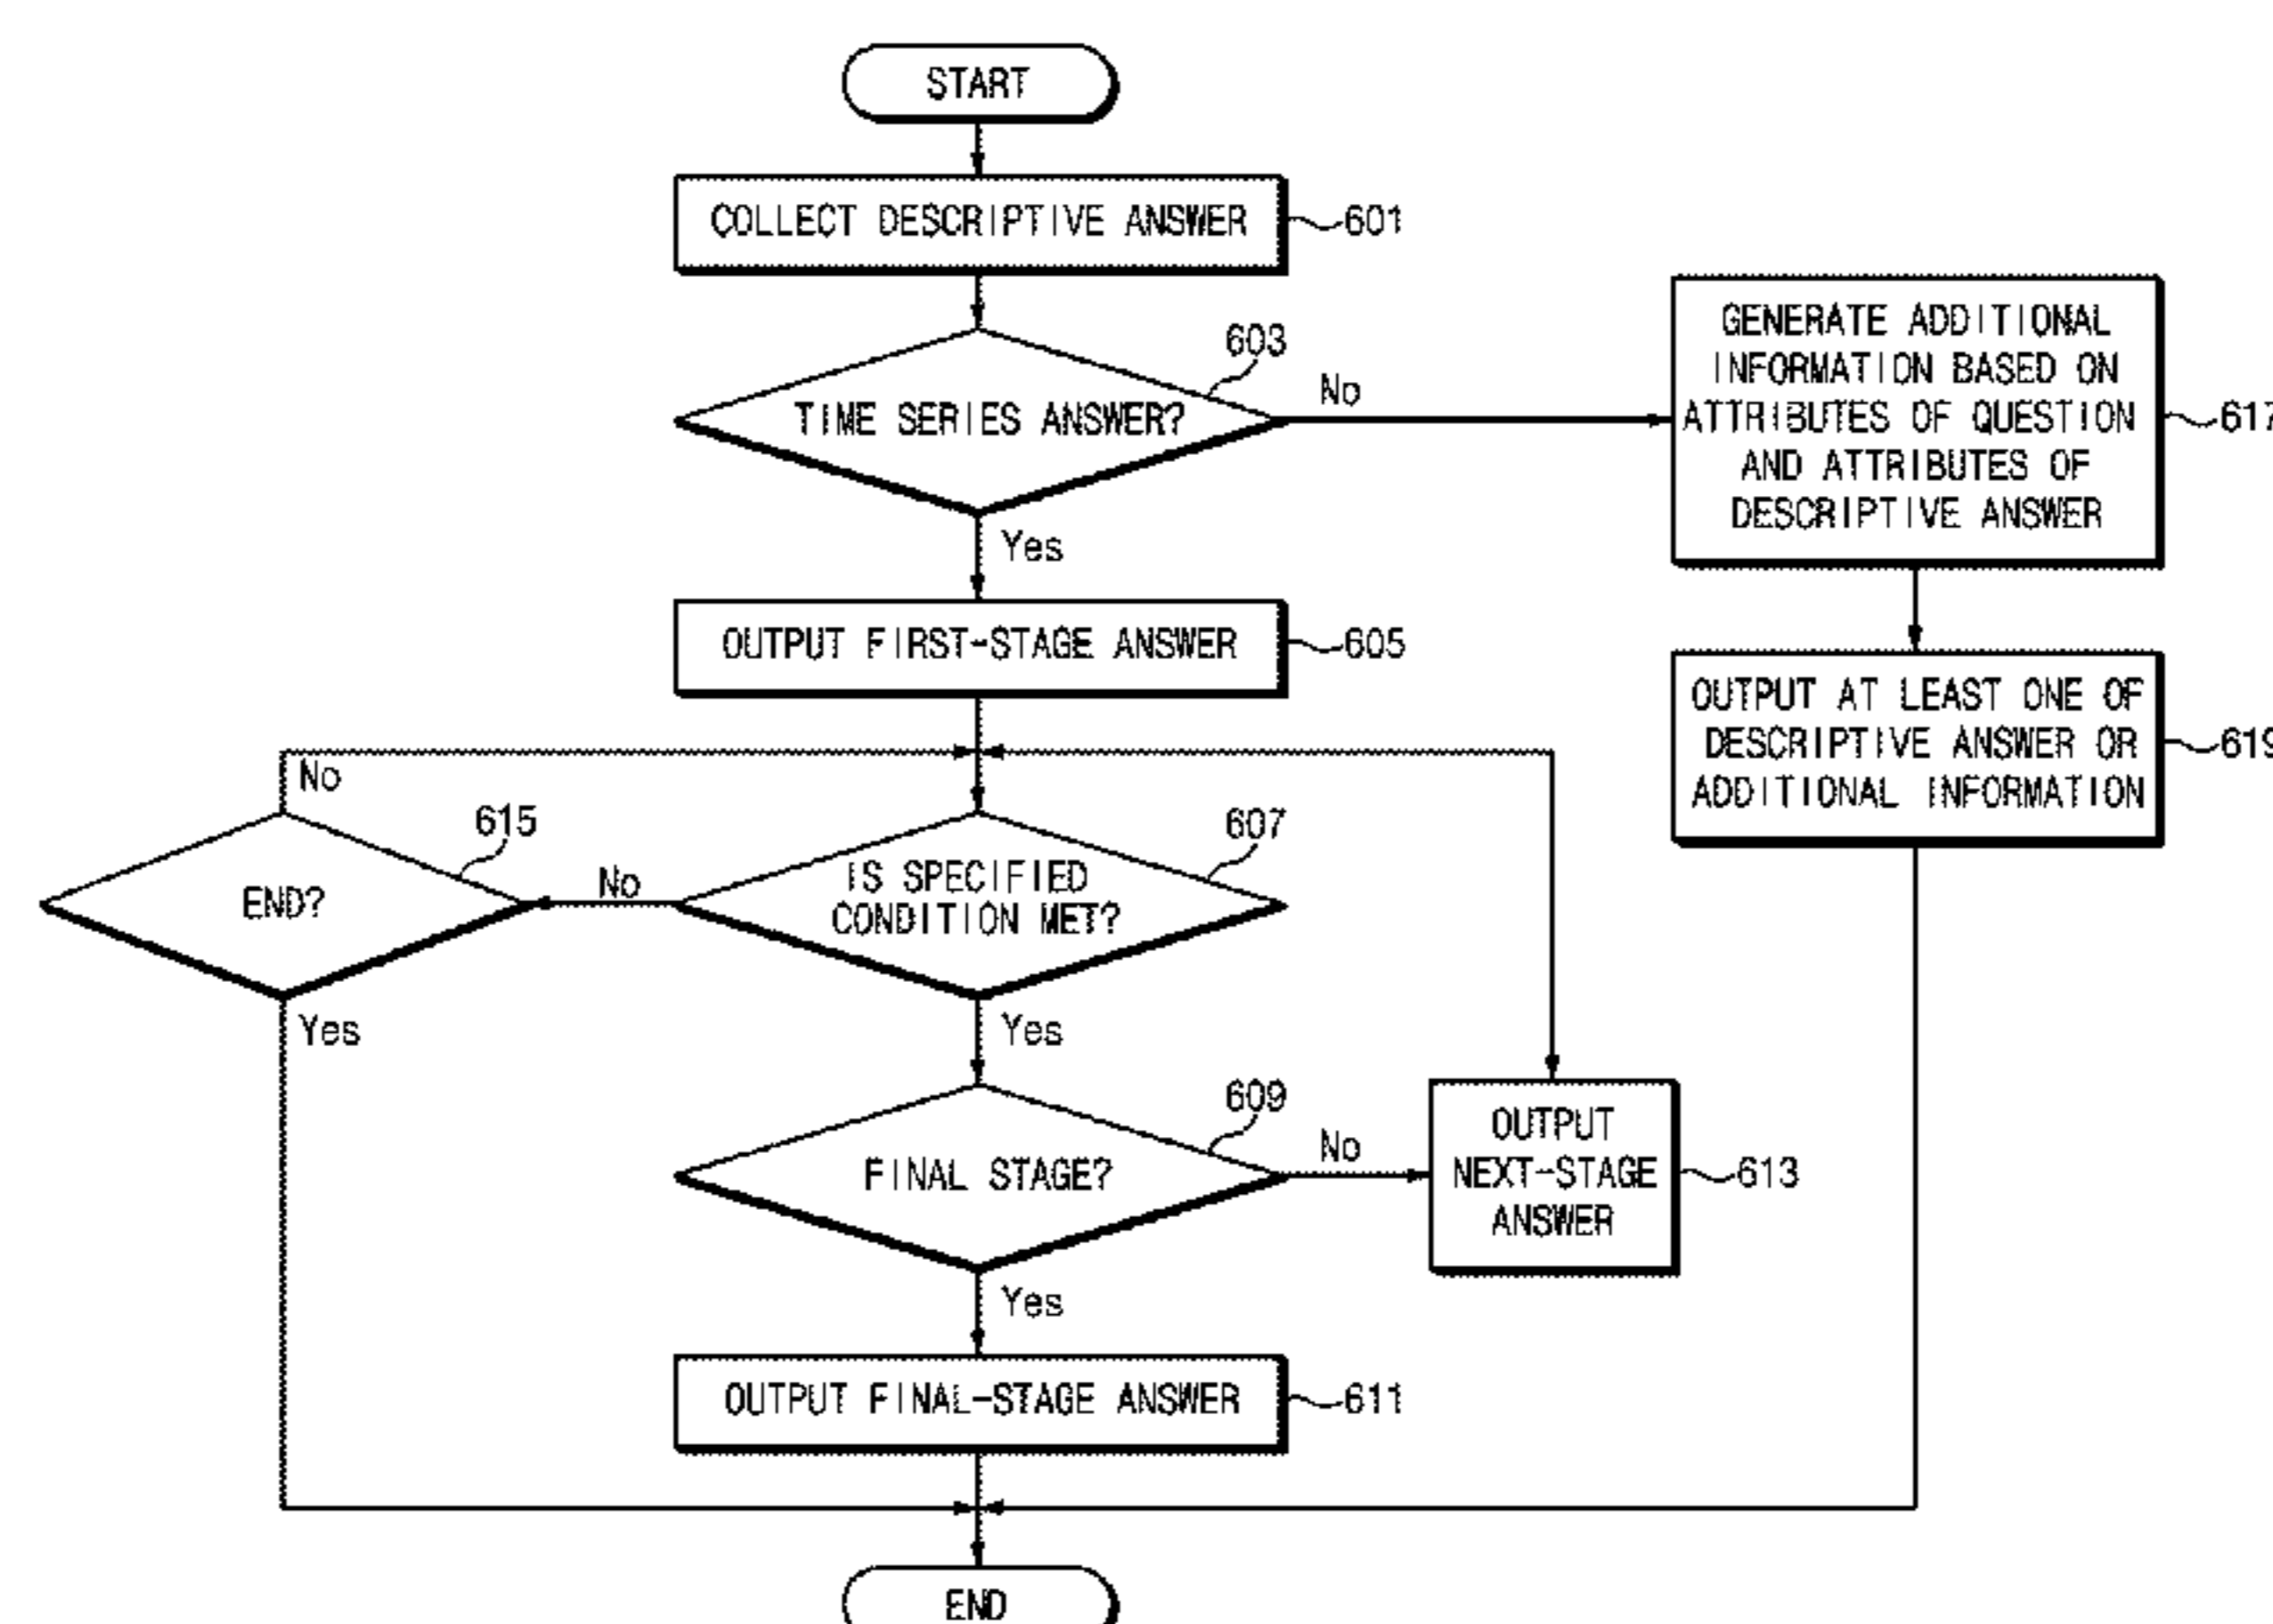 START
COLLECT DESCRIPTIVE ANSWER
601
603
TIME SERIES ANSWER?
No
Yes
GENERATE ADDITIONAL
INFORMATION BASED ON
ATTRIBUTES OF QUESTION
AND ATTRIBUTES OF
DESCRIPTIVE ANSWER
617
OUTPUT FIRST-STAGE ANSWER
605
OUTPUT AT LEAST ONE OF
DESCRIPTIVE ANSWER OR
ADDITIONAL INFORMATION
619
No
615
END?
Yes
No
607
IS SPECIFIED
CONDITION MET?
Yes
609
FINAL STAGE?
No
Yes
OUTPUT
NEXT-STAGE
ANSWER
613
OUTPUT FINAL-STAGE ANSWER
611
END